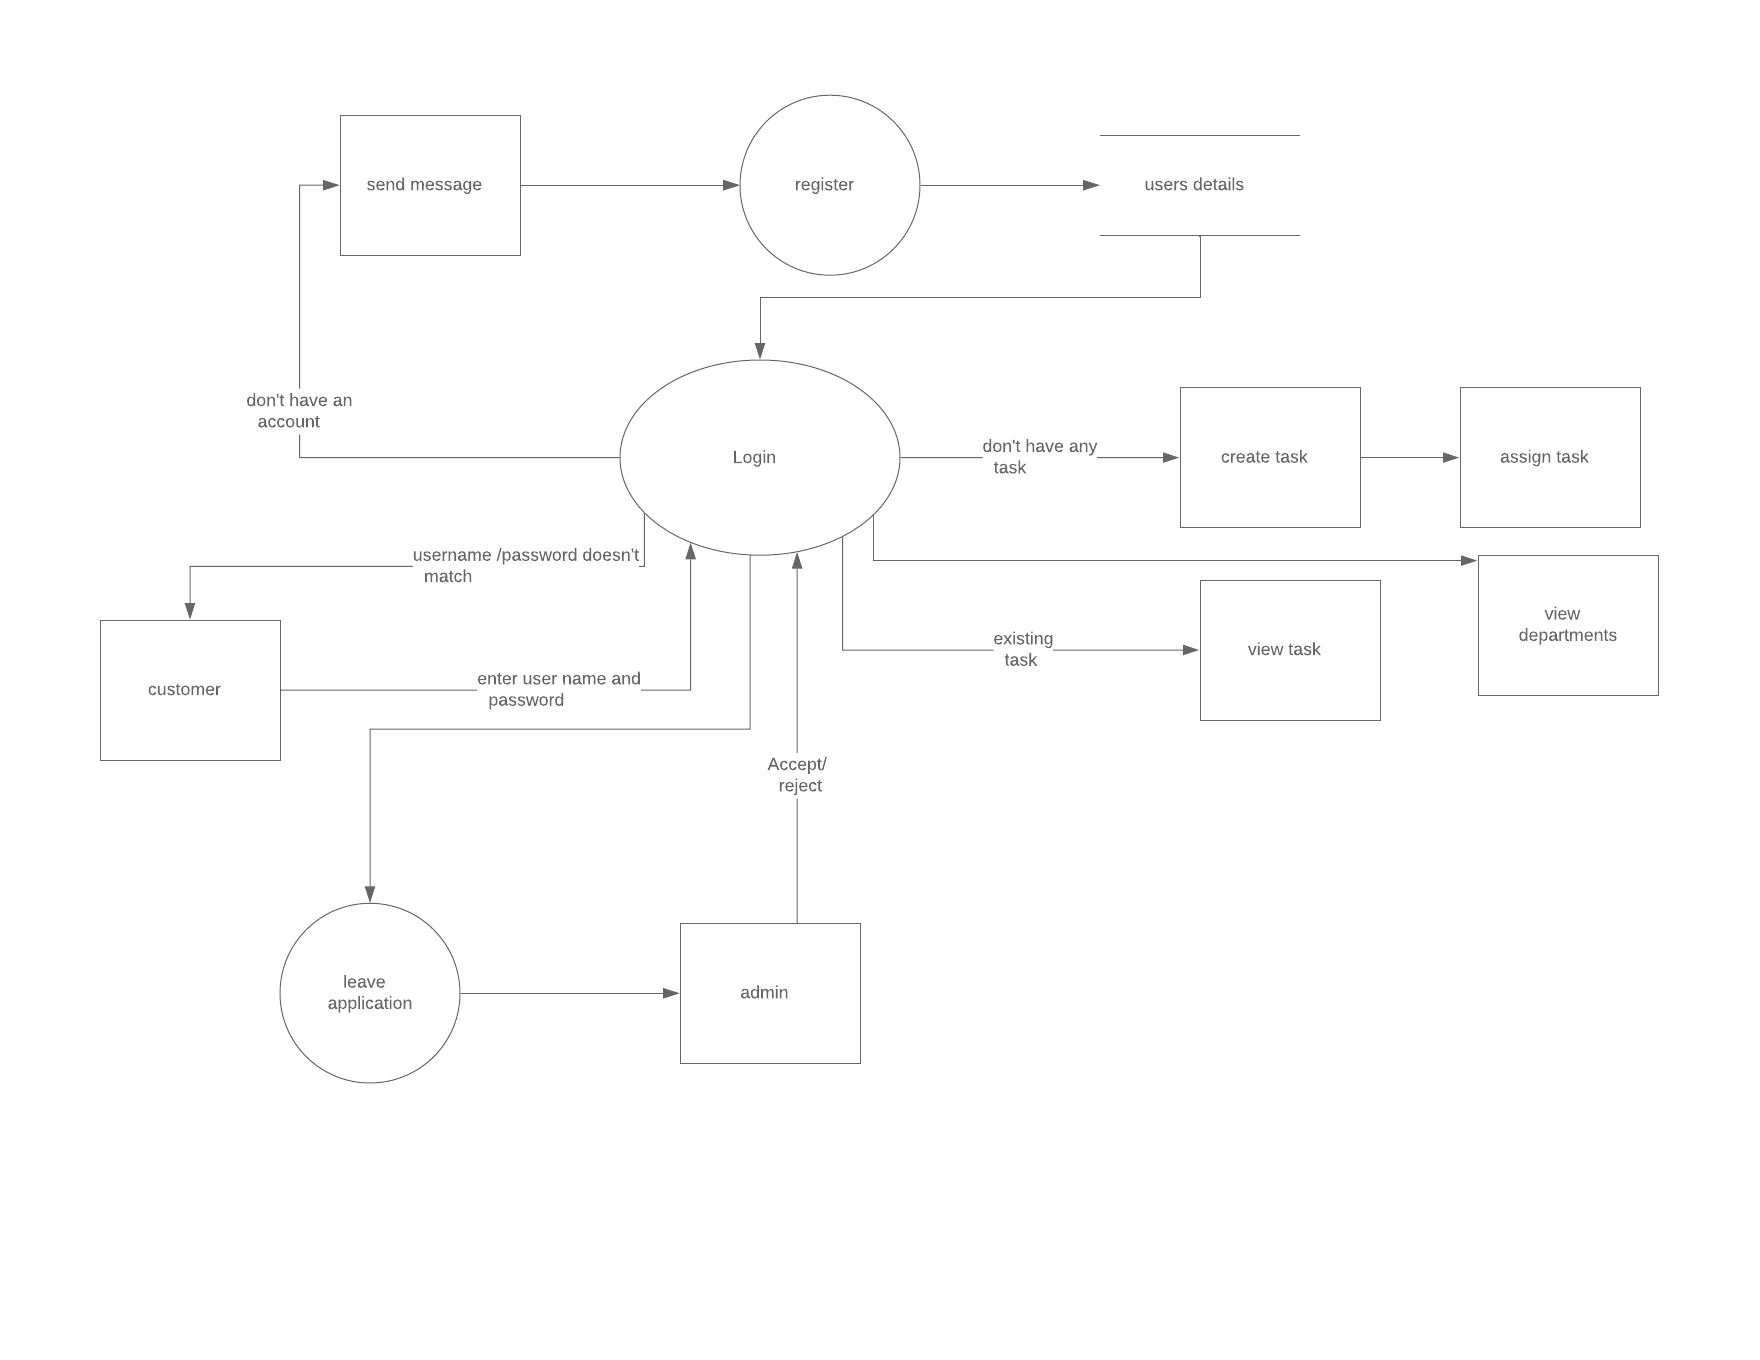 send message
register
users details
don't have an
account
Login
don't have any
task
create task
assign task
username /password doesn't
match
view
departments
existing
task
view task
customer
enter user name and
password
Accept/
reject
leave
application
admin